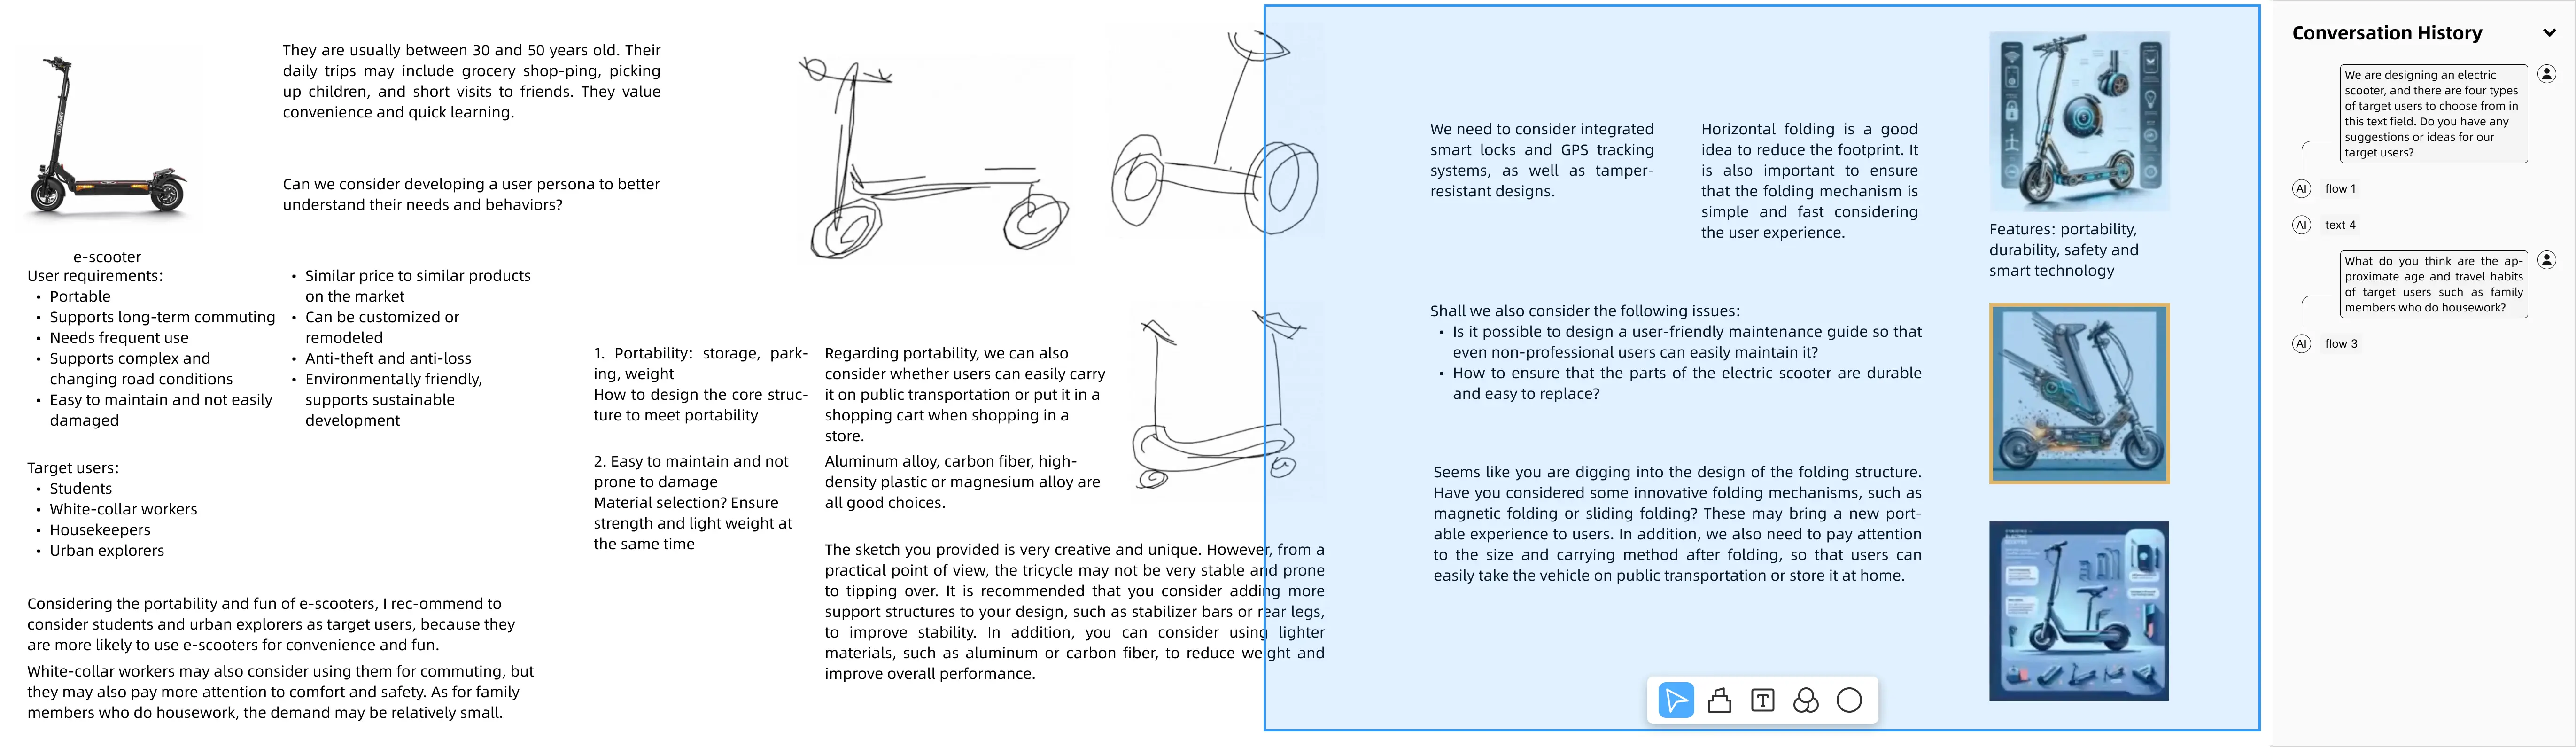 They are usually between 30 and 50 years old. Their
daily trips may include grocery shop-ping, picking
up children, and short visits to friends. They value
convenience and quick learning.
Can we consider developing a user persona to better
understand their needs and behaviors?
e-scooter
User requirements:
• Portable
• Supports long-term commuting
• Needs frequent use
• Supports complex and
changing road conditions
• Easy to maintain and not easily
damaged
• Similar price to similar products
on the market
• Can be customized or
remodeled
• Anti-theft and anti-loss
• Environmentally friendly,
supports sustainable
development
Target users:
• Students
• White-collar workers
• Housekeepers
• Urban explorers
Considering the portability and fun of e-scooters, I rec-ommend to
consider students and urban explorers as target users, because they
are more likely to use e-scooters for convenience and fun.
White-collar workers may also consider using them for commuting, but
they may also pay more attention to comfort and safety. As for family
members who do housework, the demand may be relatively small.
1. Portability: storage, park-
ing, weight
How to design the core struc-
ture to meet portability
2. Easy to maintain and not
prone to damage
Material selection? Ensure
strength and light weight at
the same time
Regarding portability, we can also
consider whether users can easily carry
it on public transportation or put it in a
shopping cart when shopping in a
store.
Aluminum alloy, carbon fiber, high-
density plastic or magnesium alloy are
all good choices.
The sketch you provided is very creative and unique. However, from a
practical point of view, the tricycle may not be very stable and prone
to tipping over. It is recommended that you consider adding more
support structures to your design, such as stabilizer bars or rear legs,
to improve stability. In addition, you can consider using lighter
materials, such as aluminum or carbon fiber, to reduce weight and
improve overall performance.
We need to consider integrated
smart locks and GPS tracking
systems, as well as tamper-
resistant designs.
Horizontal folding is a good
idea to reduce the footprint. It
is also important to ensure
that the folding mechanism is
simple and fast considering
the user experience.
Features: portability,
durability, safety and
smart technology
Shall we also consider the following issues:
• Is it possible to design a user-friendly maintenance guide so that
even non-professional users can easily maintain it?
• How to ensure that the parts of the electric scooter are durable
and easy to replace?
Seems like you are digging into the design of the folding structure.
Have you considered some innovative folding mechanisms, such as
magnetic folding or sliding folding? These may bring a new port-
able experience to users. In addition, we also need to pay attention
to the size and carrying method after folding, so that users can
easily take the vehicle on public transportation or store it at home.
T
Conversation History
We are designing an electric
scooter, and there are four types
of target users to choose from in
this text field. Do you have any
suggestions or ideas for our
target users?
AI flow 1
AI text 4
What do you think are the ap-
proximate age and travel habits
of target users such as family
members who do housework?
AI flow 3